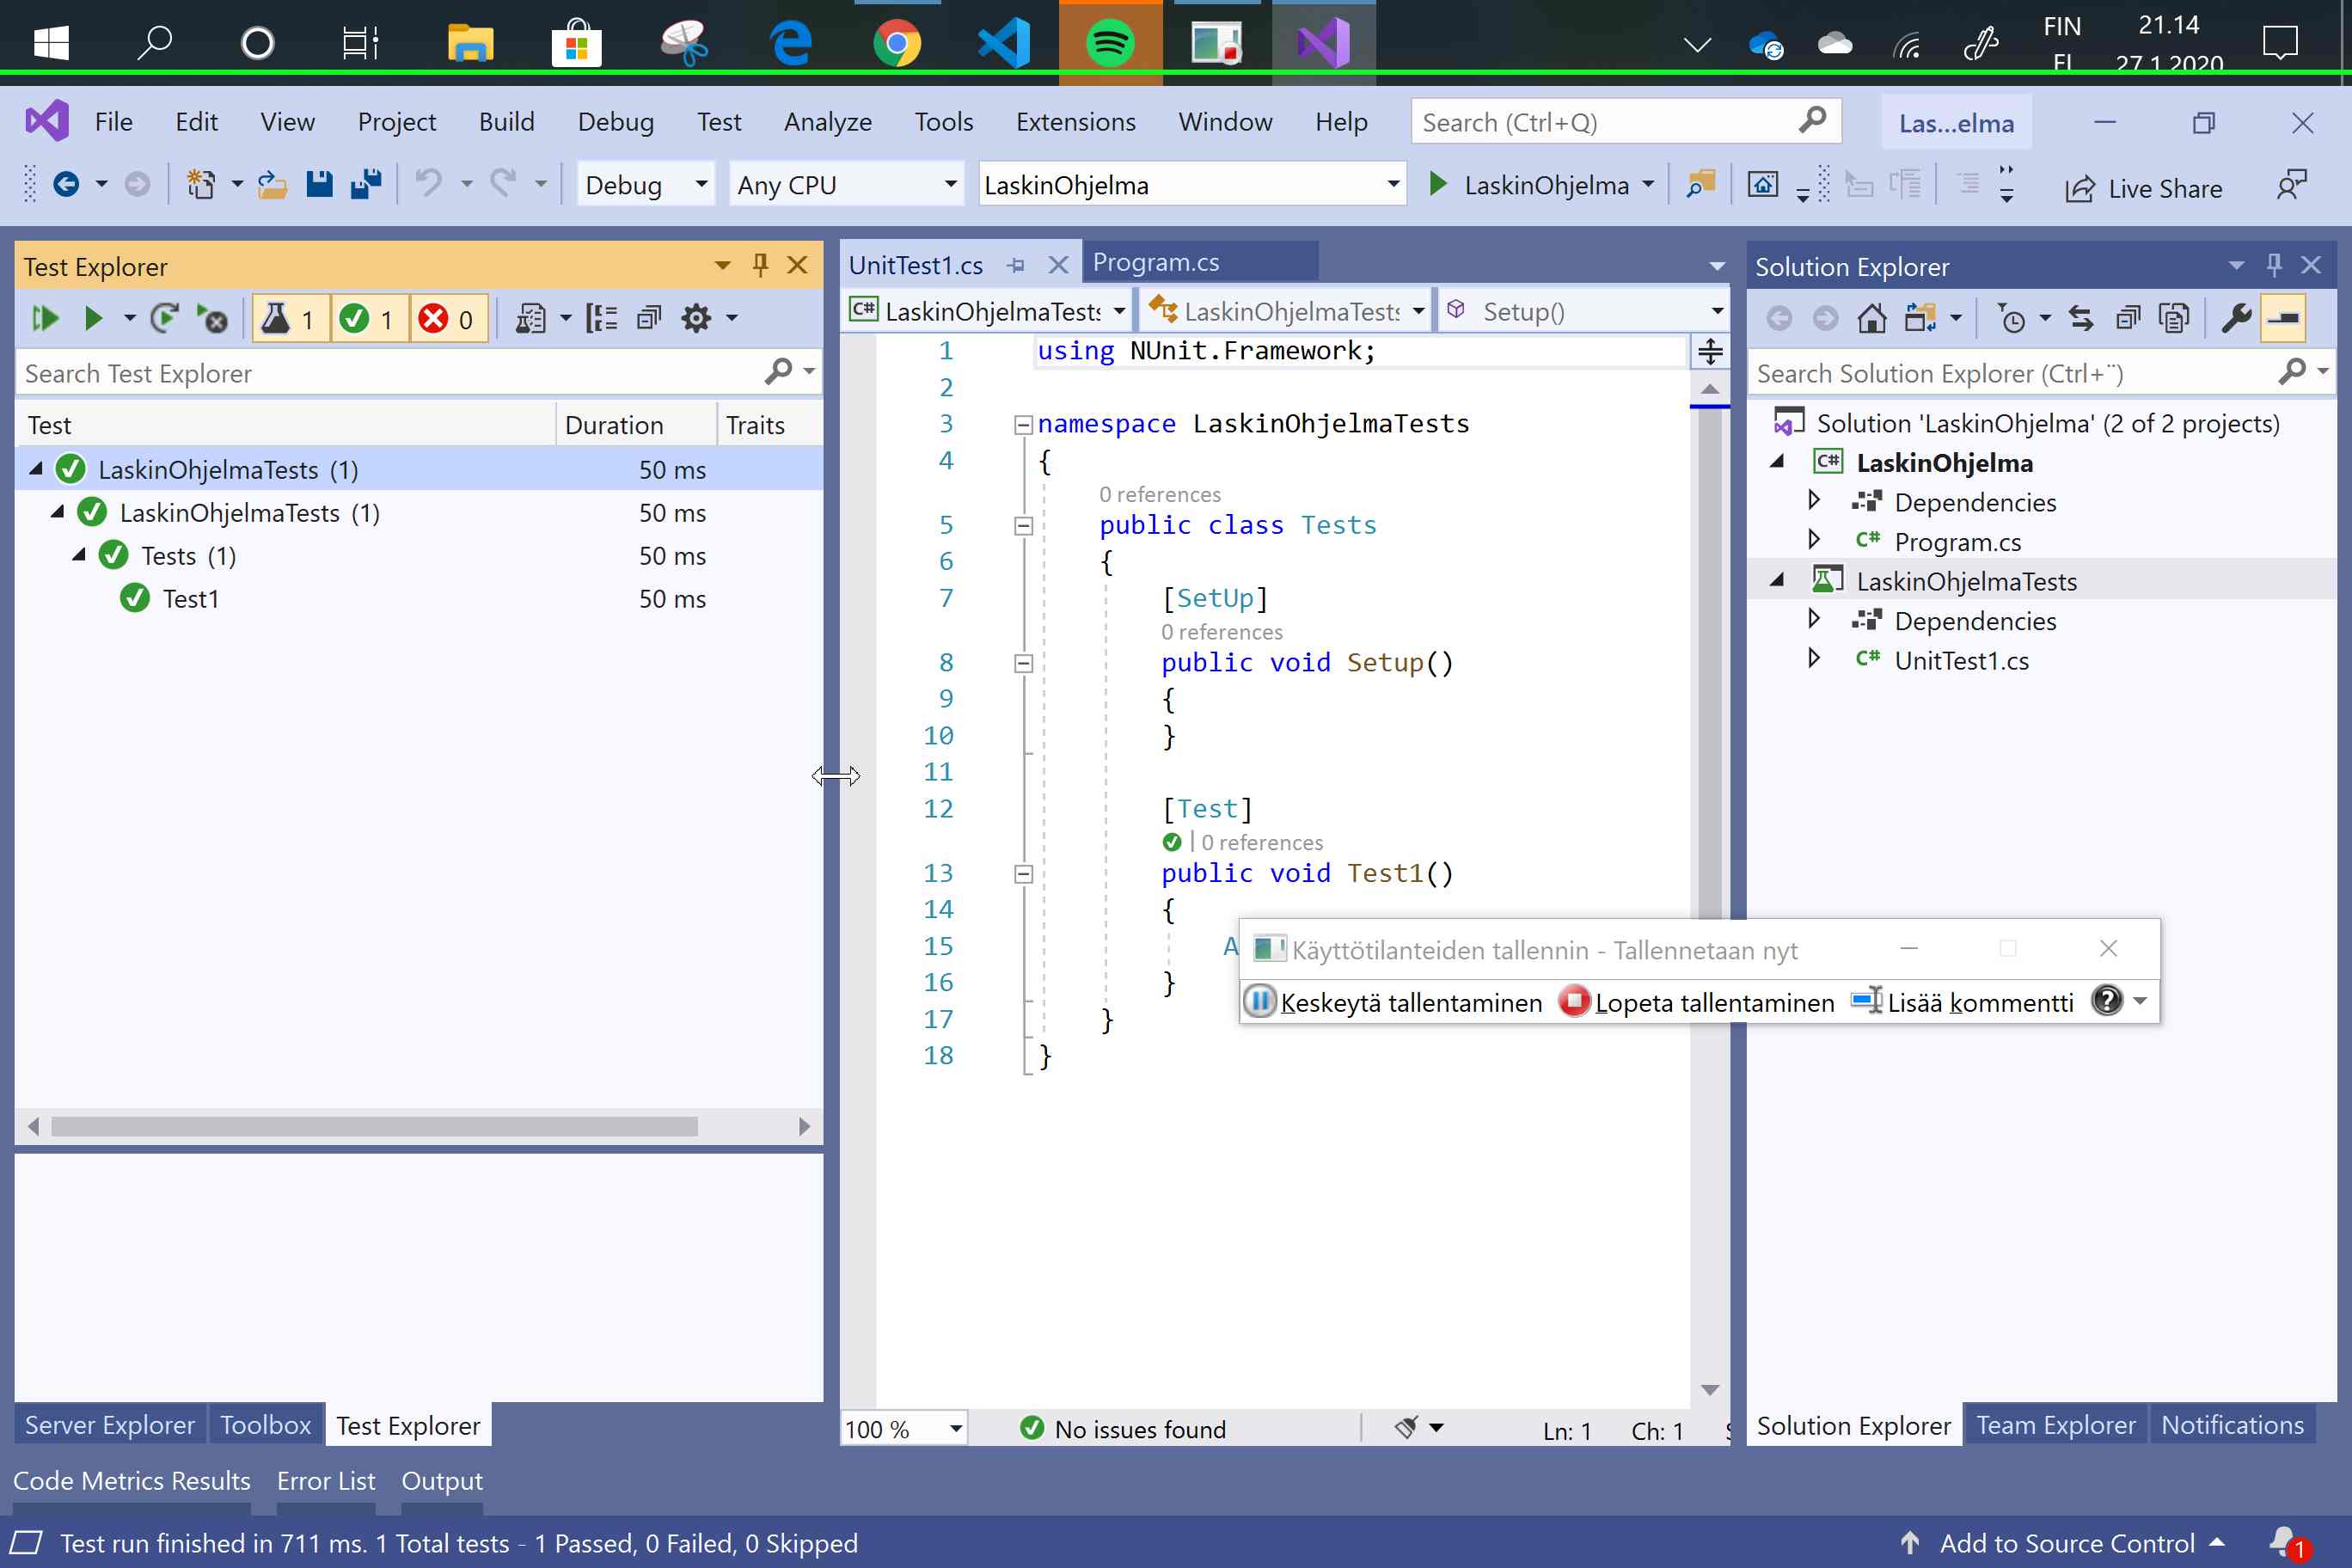 FIN
21.14
27.1.2020
File Edit View Project Build Debug Test Analyze Tools Extensions Window Help Search (Ctrl+Q) Las...elma
Debug Any CPU LaskinOhjelma LaskinOhjelma Live Share
Test Explorer
1 1 0
Search Test Explorer
Test Duration Traits
LaskinOhjelmaTests (1) 50 ms
LaskinOhjelmaTests (1) 50 ms
Tests (1) 50 ms
Test1 50 ms
Server Explorer Toolbox Test Explorer
UnitTest1.cs Program.cs
C# LaskinOhjelmaTests LaskinOhjelmaTests Setup()
1 using NUnit.Framework;
2
3 namespace LaskinOhjelmaTests
4 {
0 references
5 public class Tests
6 {
7 [SetUp]
0 references
8 public void Setup()
9 {
10 }
11
12 [Test]
| 0 references
13 public void Test1()
14 {
15 A
16 }
17 }
18 }
100 % No issues found Ln: 1 Ch: 1
Käyttötilanteiden tallennin - Tallennetaan nyt
Keskeytä tallentaminen Lopeta tallentaminen Lisää kommentti
Solution Explorer
Search Solution Explorer (Ctrl+¨)
Solution 'LaskinOhjelma' (2 of 2 projects)
C# LaskinOhjelma
Dependencies
C# Program.cs
LaskinOhjelmaTests
Dependencies
C# UnitTest1.cs
Solution Explorer Team Explorer Notifications
Code Metrics Results Error List Output
Test run finished in 711 ms. 1 Total tests - 1 Passed, 0 Failed, 0 Skipped
Add to Source Control 1